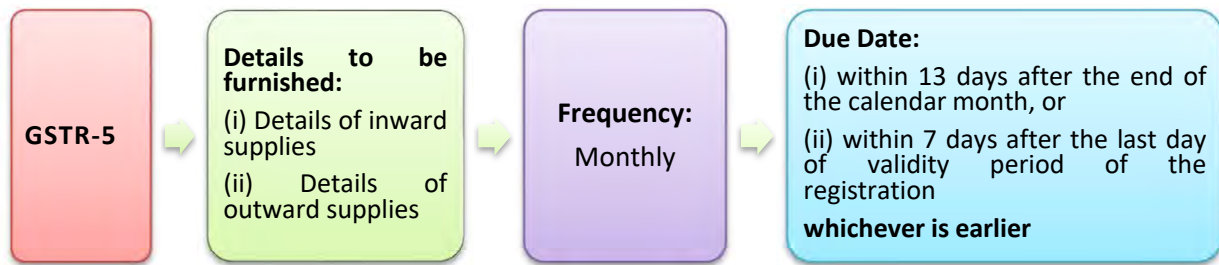 GSTR-5
Details to be
furnished:
(i) Details of inward
supplies
(ii) Details of
outward supplies
Frequency:
Monthly
Due Date:
(i) within 13 days after the end of
the calendar month, or
(ii) within 7 days after the last day
of validity period of the
registration
whichever is earlier